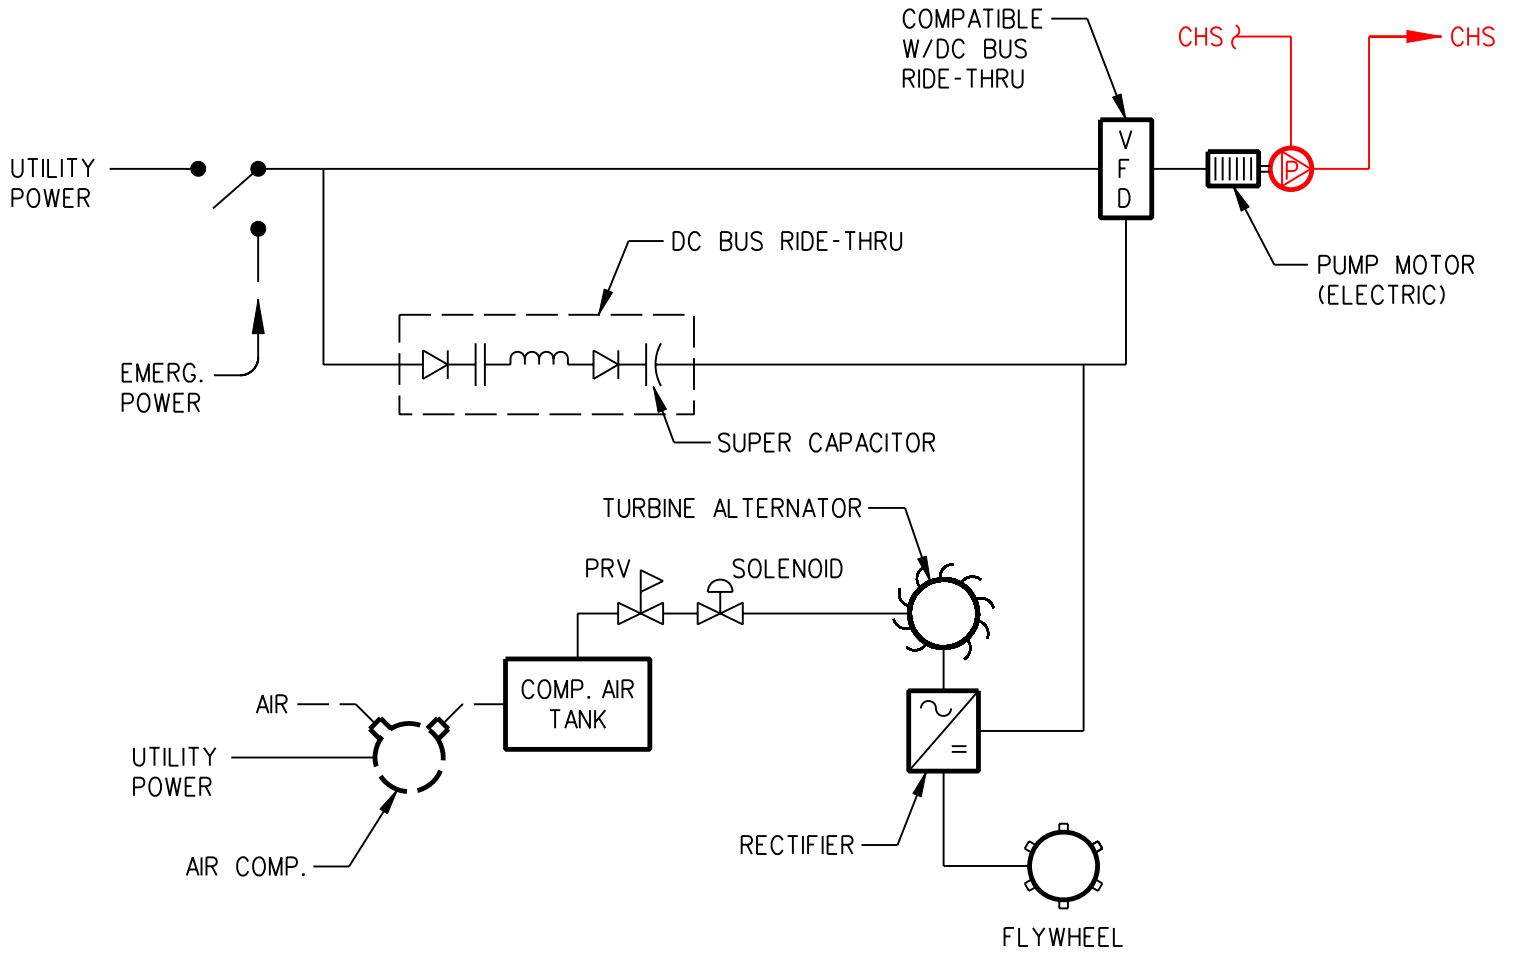 COMPATIBLE
W/DC BUS
RIDE-THRU
CHS
CHS
V
F
D
P
UTILITY
POWER
DC BUS RIDE-THRU
PUMP MOTOR
(ELECTRIC)
EMERG.
POWER
SUPER CAPACITOR
TURBINE ALTERNATOR
PRV
SOLENOID
COMP. AIR
TANK
AIR
UTILITY
POWER
RECTIFIER
AIR COMP.
FLYWHEEL